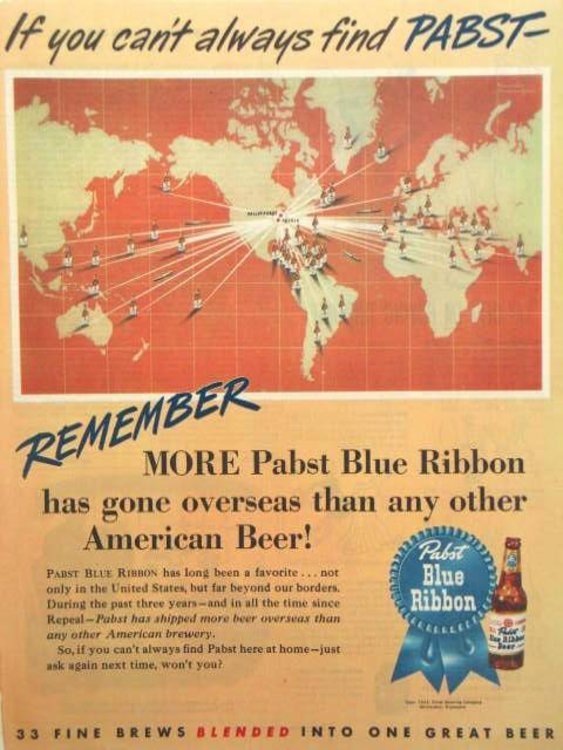 If you can't always find PABST-
REMEMBER
MORE Pabst Blue Ribbon
has gone overseas than any other
American Beer!
PABST BLUE RIBBON has long been a favorite . . . not
only in the United States, but far beyond our borders.
During the past three years—and in all the time since
Repeal—Pabst has shipped more beer overseas than
any other American brewery.
So, if you can't always find Pabst here at home—just
ask again next time, won't you?
Pabst
Blue
Ribbon
Pabst
Blue Ribbon
Beer
33 FINE BREWS BLENDED INTO ONE GREAT BEER